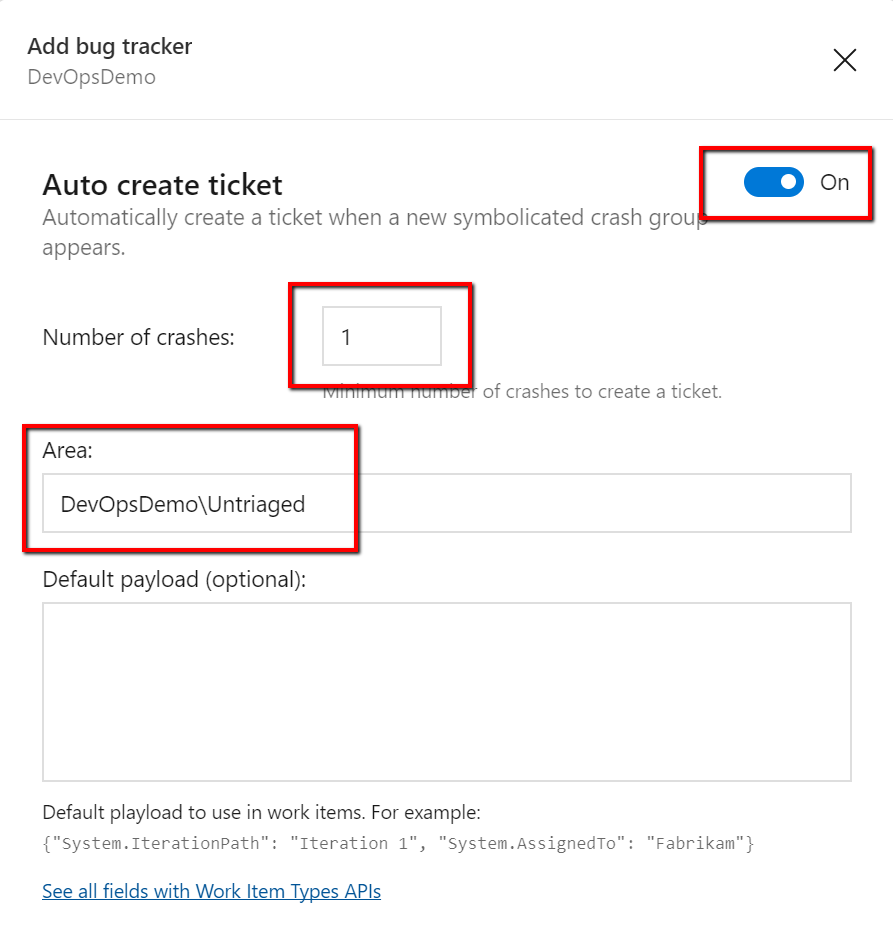 Add bug tracker
DevOpsDemo
Auto create ticket
On
Automatically create a ticket when a new symbolicated crash group
appears.
Number of crashes:
1
Minimum number of crashes to create a ticket.
Area:
DevOpsDemo\Untriaged
Default payload (optional):
Default playload to use in work items. For example:
{"System.IterationPath": "Iteration 1", "System.AssignedTo": "Fabrikam"}
See all fields with Work Item Types APIs